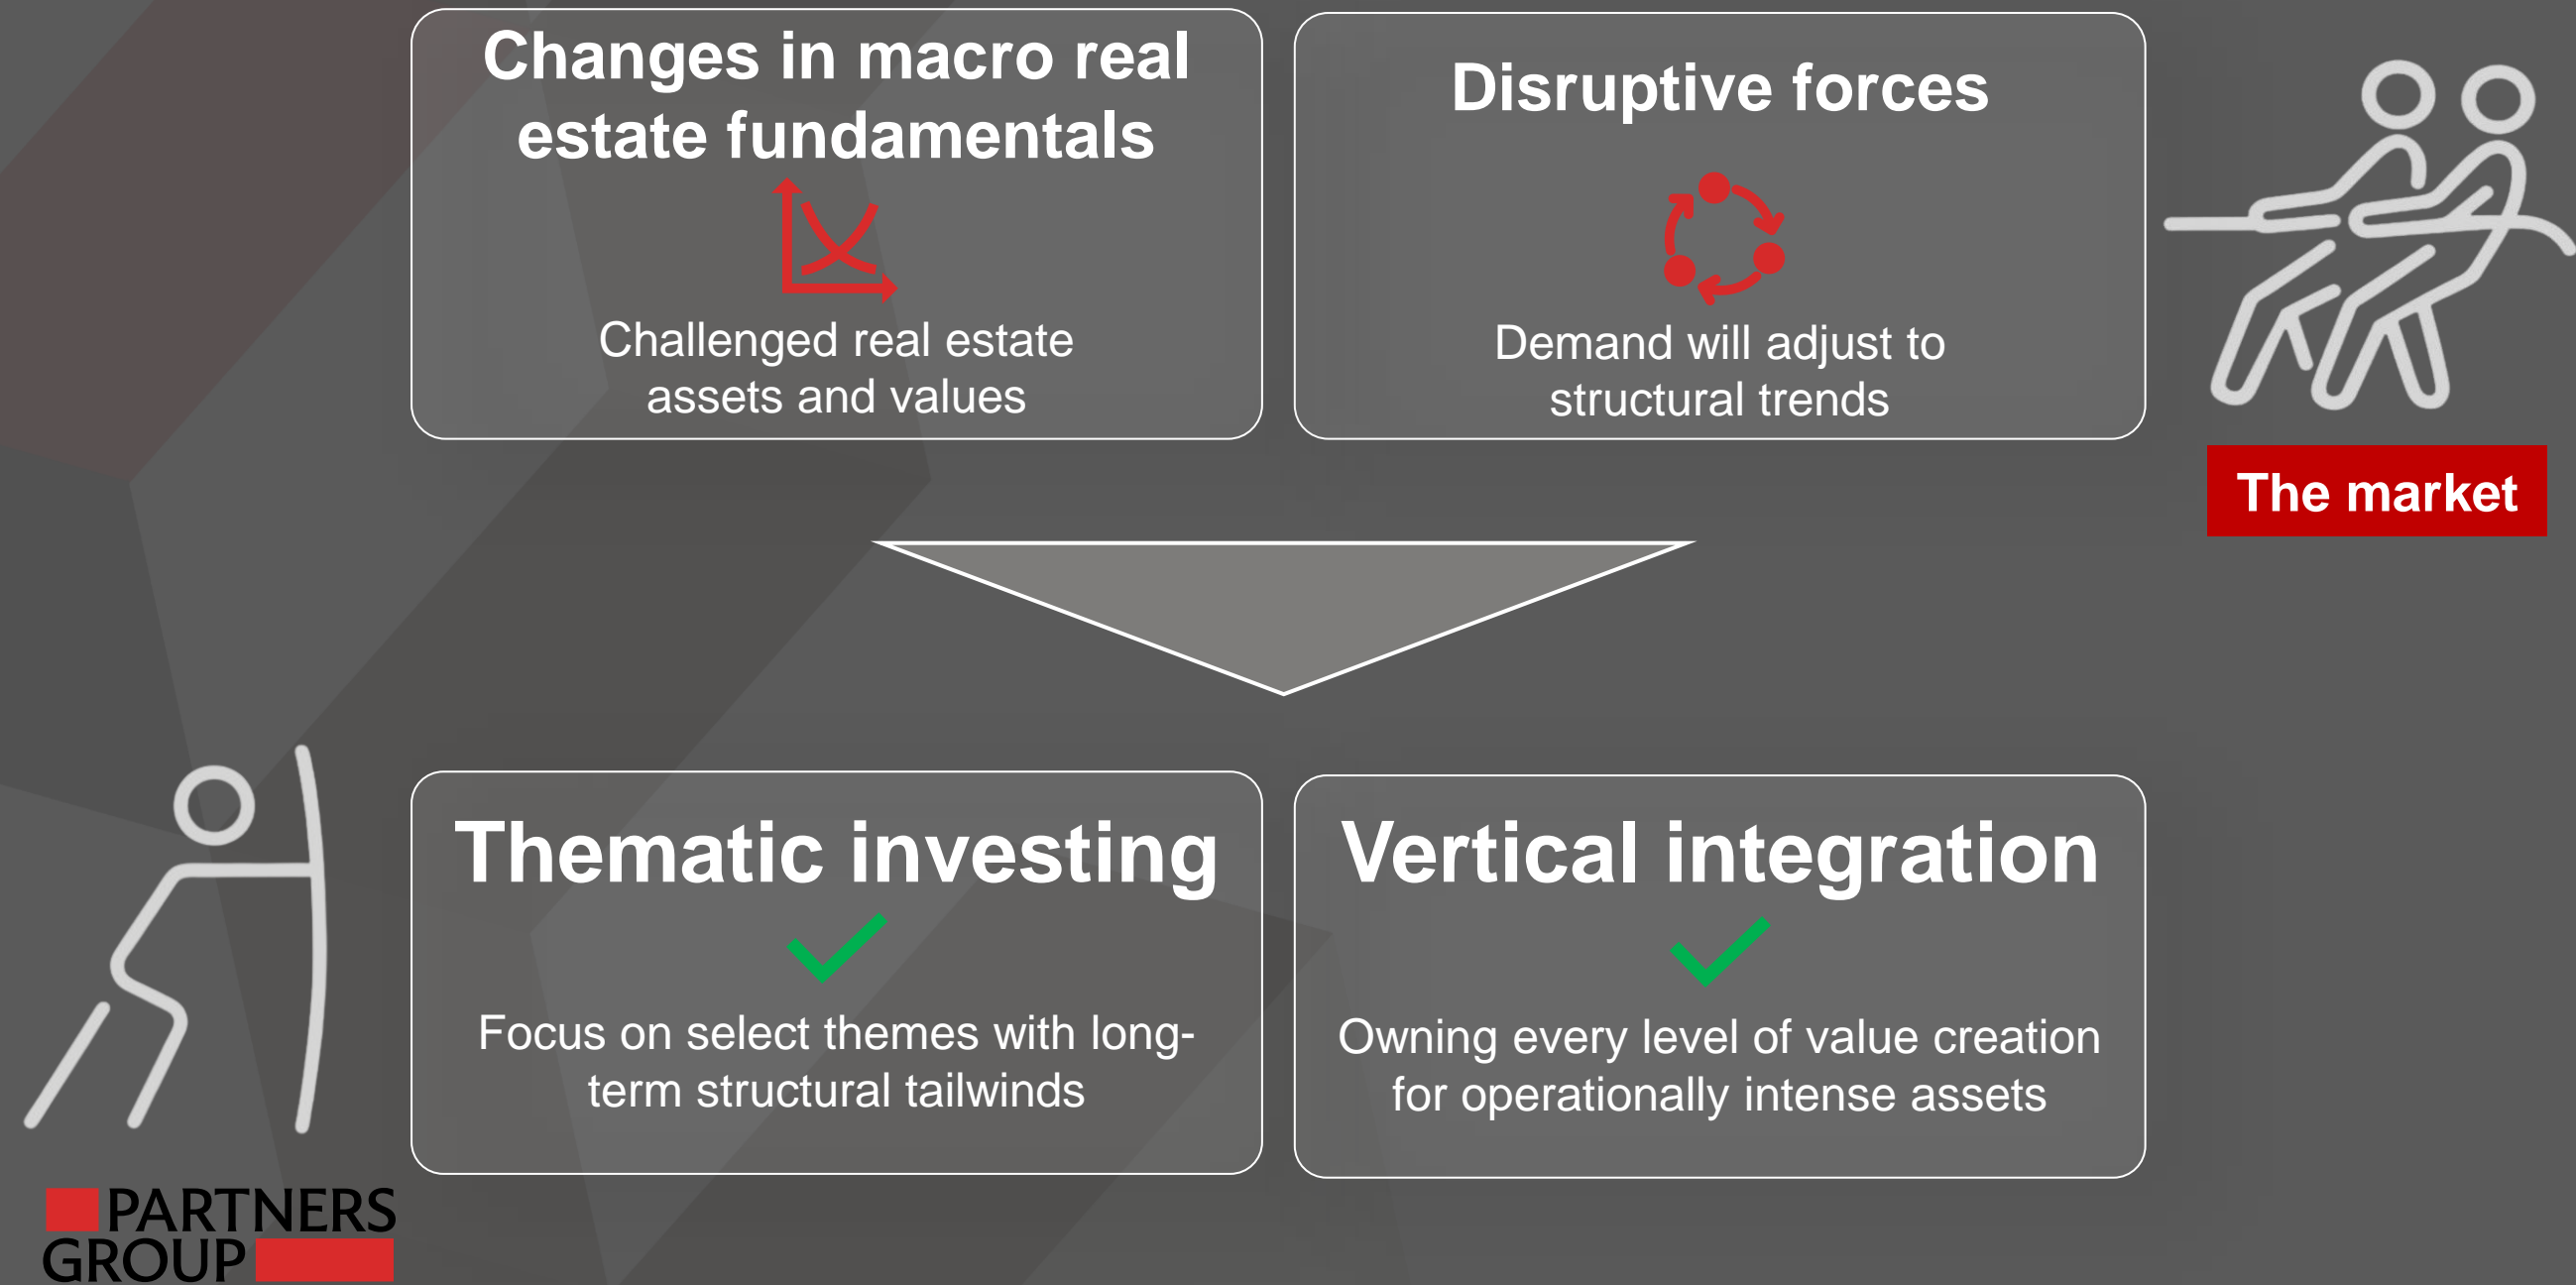 Changes in macro real
estate fundamentals
Challenged real estate
assets and values
Disruptive forces
Demand will adjust to
structural trends
The market
Thematic investing
Focus on select themes with long-
term structural tailwinds
Vertical integration
Owning every level of value creation
for operationally intense assets
PARTNERS
GROUP